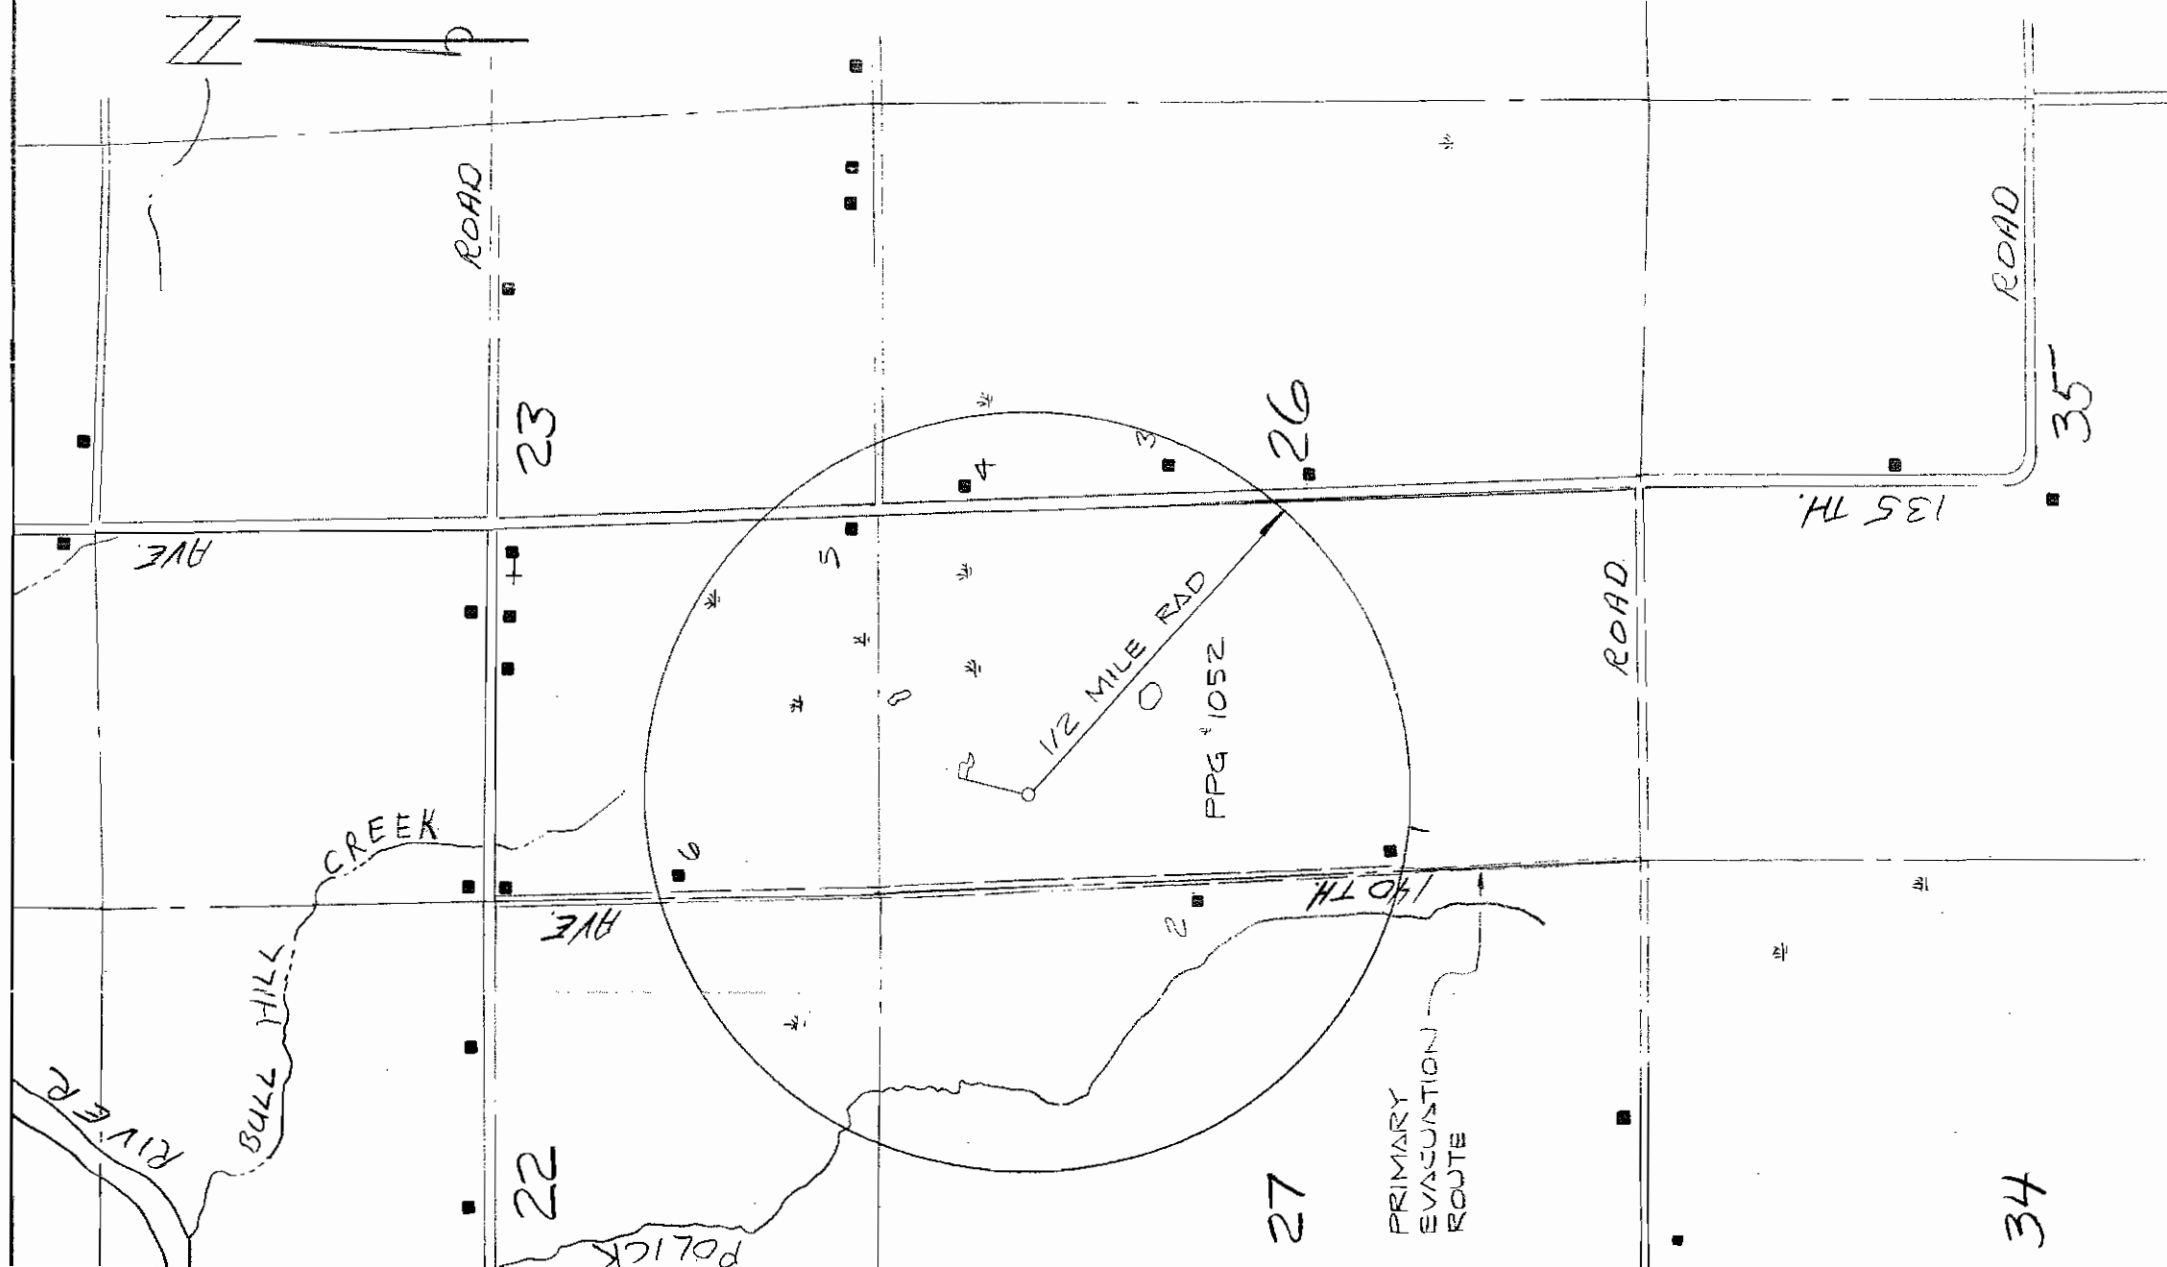 N
ROAD
23
AVE.
5
4
3
26
ROAD
35
135 TH.
ROAD
1/2 MILE RAD
PPG #1052
CREEK
BULL HILL
RIVER
6
AVE.
2
140 TH
1
22
POLICK
27
PRIMARY
EVACUATION
ROUTE
34